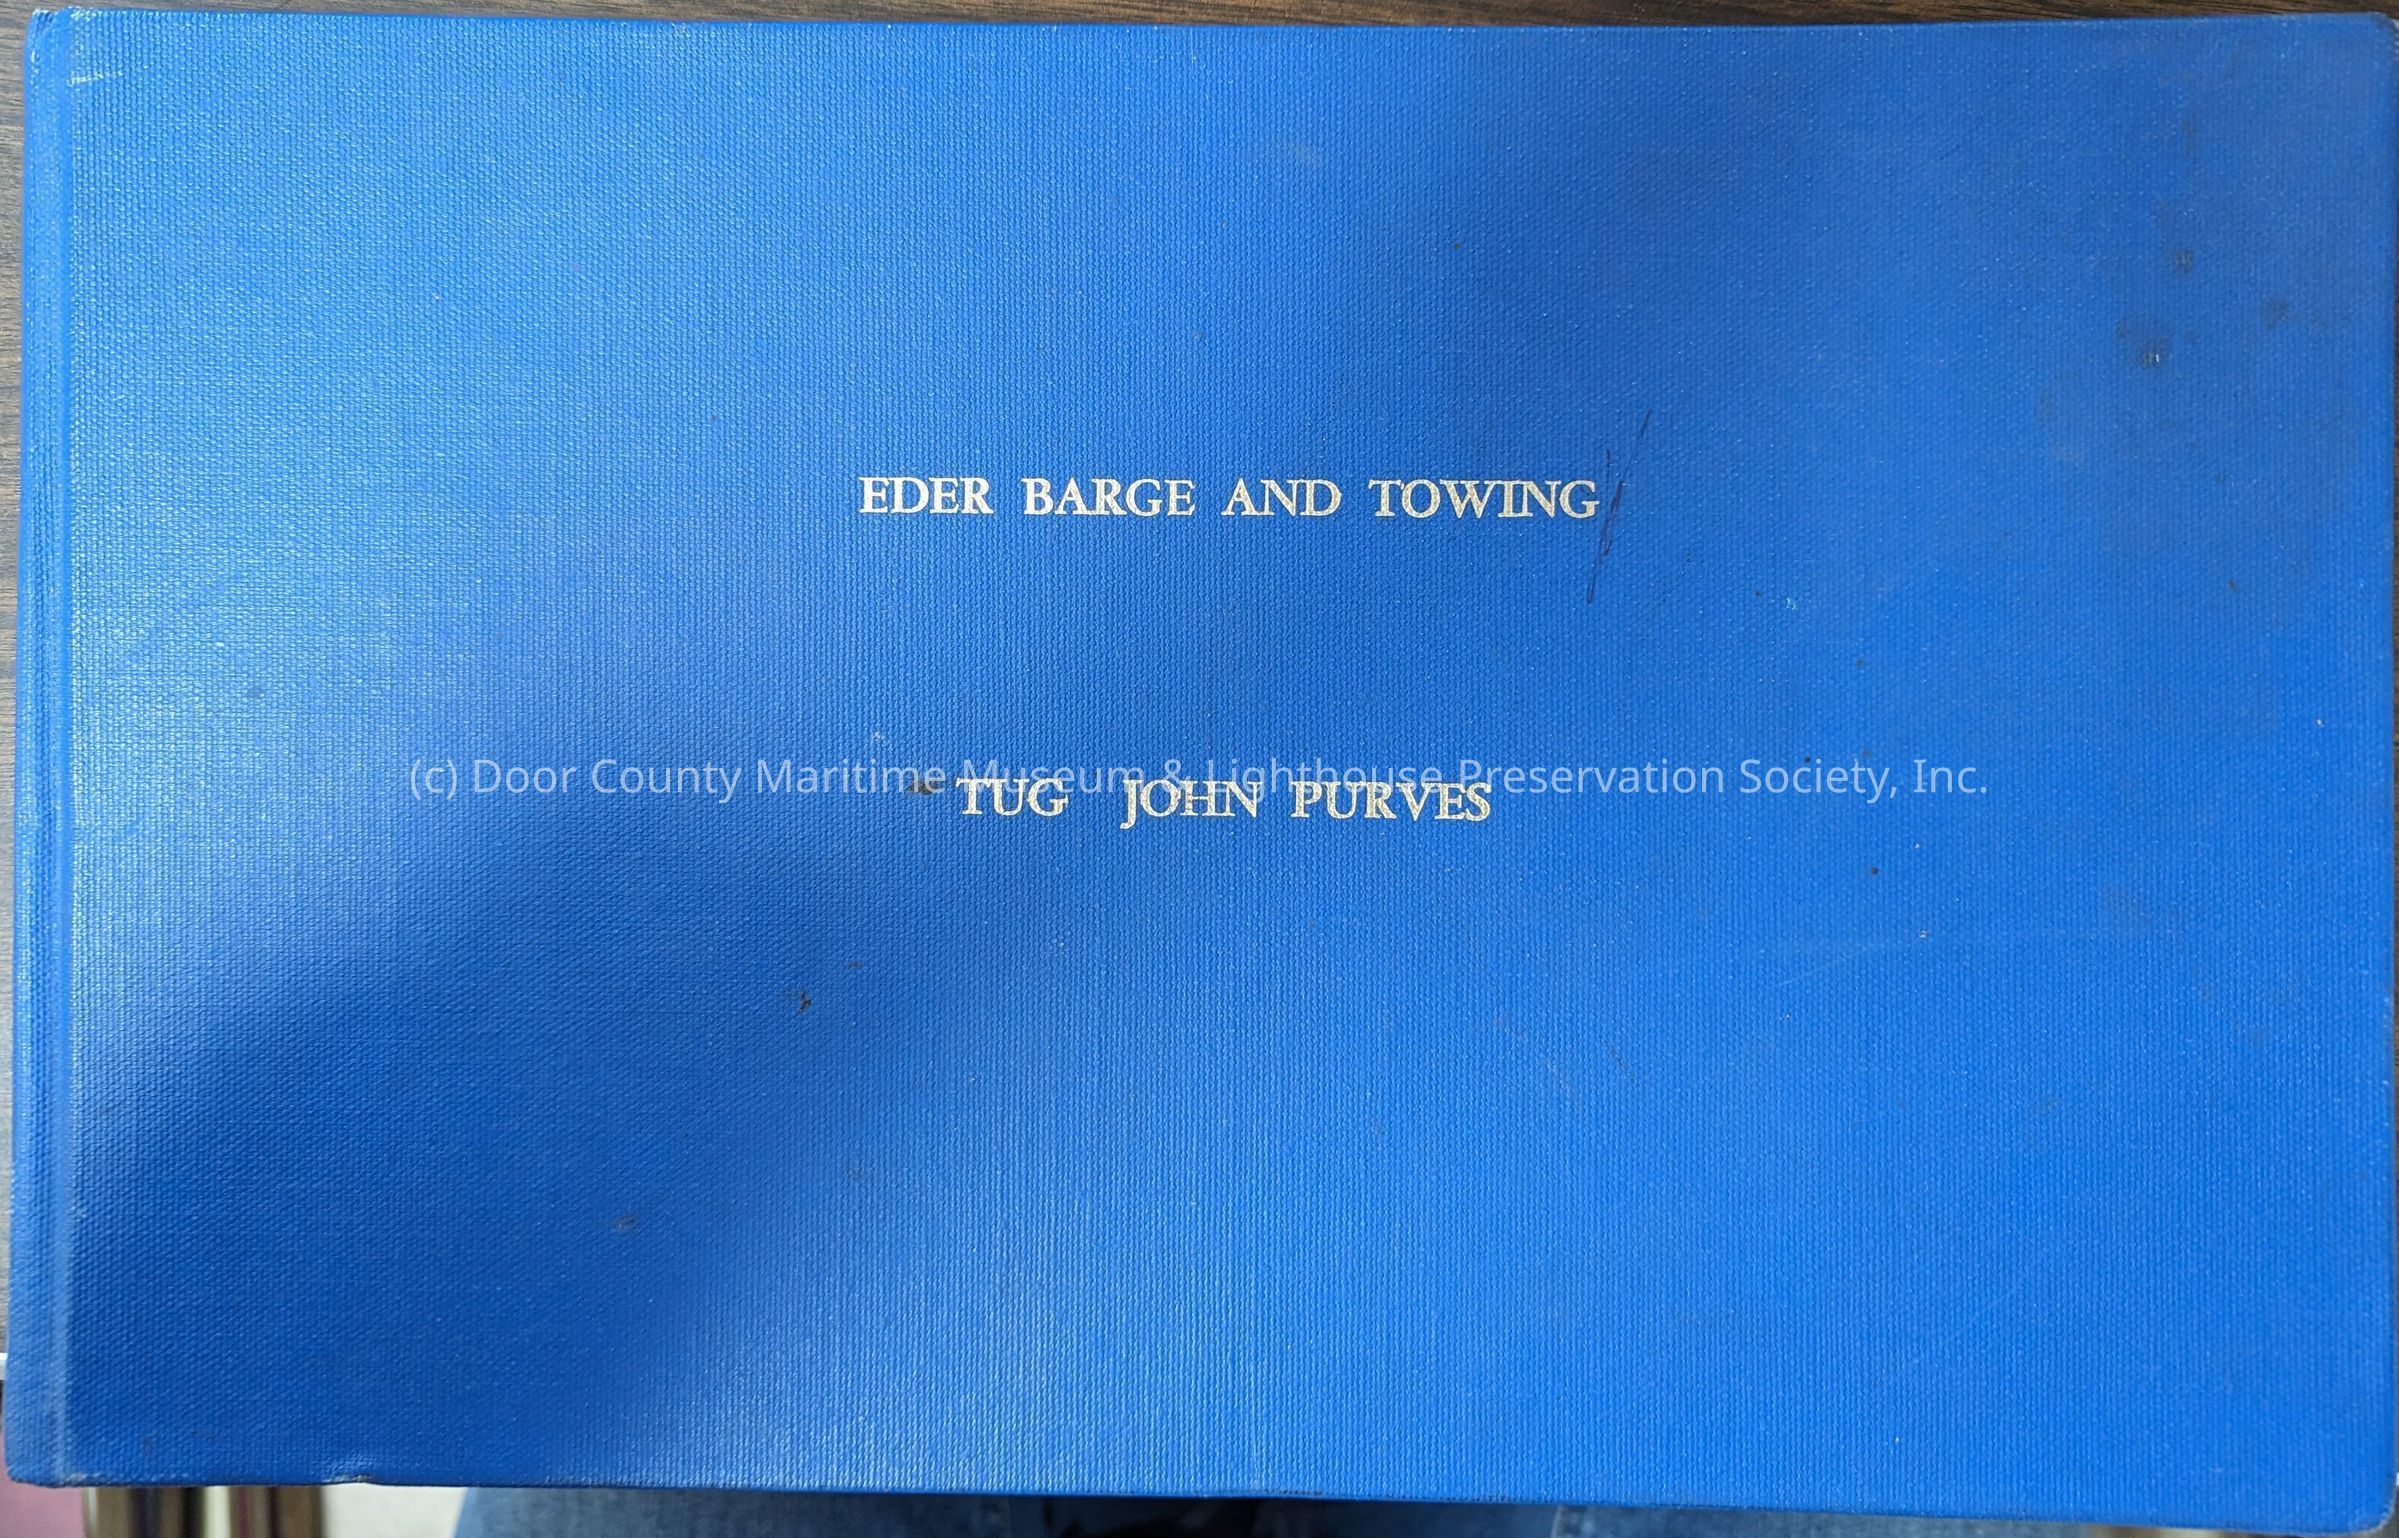 EDER BARGE AND TOWING
(c) Door County Maritime Museum & Lighthouse Preservation Society, Inc.
TUG JOHN PURVES